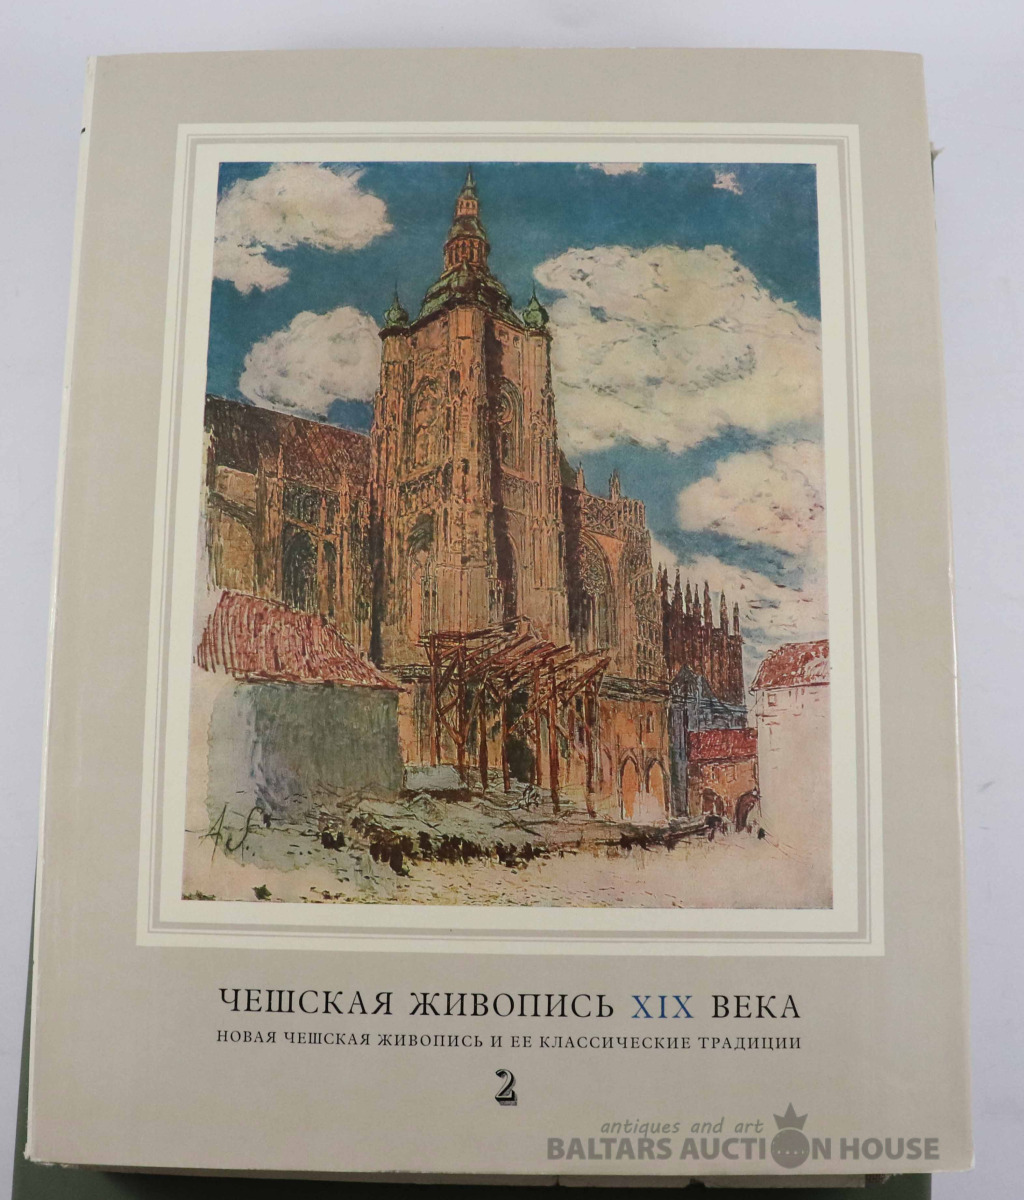 A.S.
ЧЕШСКАЯ ЖИВОПИСЬ XIX ВЕКА
НОВАЯ ЧЕШСКАЯ ЖИВОПИСЬ И ЕЕ КЛАССИЧЕСКИЕ ТРАДИЦИИ
2
antiques and art
BALTARS AUCTION HOUSE